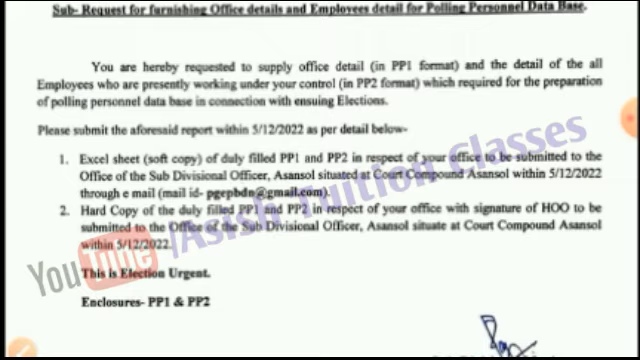 Sub- Request for furnishing Office details and Employees detail for Polling Personnel Data Base.
You are hereby requested to supply office detail (in PP1 format) and the detail of the all
Employees who are presently working under your control (in PP2 format) which required for the preparation
of polling personnel data base in connection with ensuing Elections.
Please submit the aforesaid report within 5/12/2022 as per detail below-
1. Excel sheet (soft copy) of duly filled PP1 and PP2 in respect of your office to be submitted to the
Office of the Sub Divisional Officer, Asansol situated at Court Compound Asansol within 5/12/2022
through e mail (mail id- pgepbdn@gmail.com).
2. Hard Copy of the duly filled PP1 and PP2 in respect of your office with signature of HOO to be
submitted to the Office of the Sub Divisional Officer, Asansol situate at Court Compound Asansol
within 5/12/2022.
This is Election Urgent.
Enclosures- PP1 & PP2
YouTube/Asish Tuition Classes